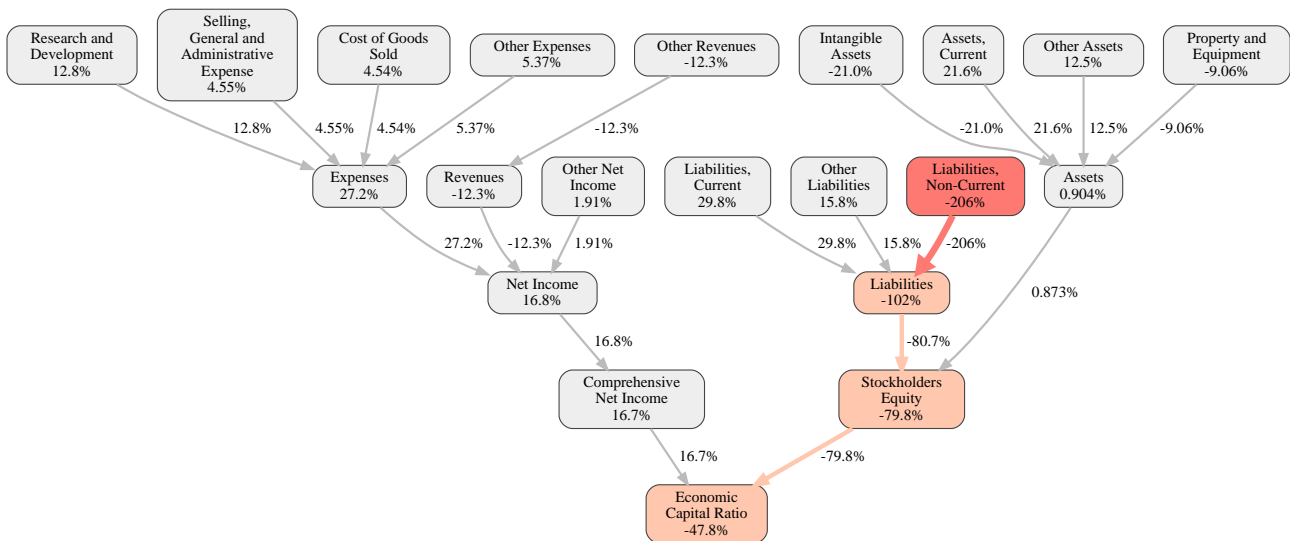 Research and
Development
12.8%
Selling,
General and
Administrative
Expense
4.55%
Cost of Goods
Sold
4.54%
Other Expenses
5.37%
Other Revenues
-12.3%
Intangible
Assets
-21.0%
Assets,
Current
21.6%
Other Assets
12.5%
Property and
Equipment
-9.06%
12.8%
4.55%
4.54%
5.37%
-12.3%
-21.0%
21.6%
12.5%
-9.06%
Expenses
27.2%
Revenues
-12.3%
Other Net
Income
1.91%
Liabilities,
Current
29.8%
Other
Liabilities
15.8%
Liabilities,
Non-Current
-206%
Assets
0.904%
27.2%
-12.3%
1.91%
29.8%
15.8%
-206%
Net Income
16.8%
Liabilities
-102%
0.873%
16.8%
-80.7%
Comprehensive
Net Income
16.7%
Stockholders
Equity
-79.8%
16.7%
-79.8%
Economic
Capital Ratio
-47.8%